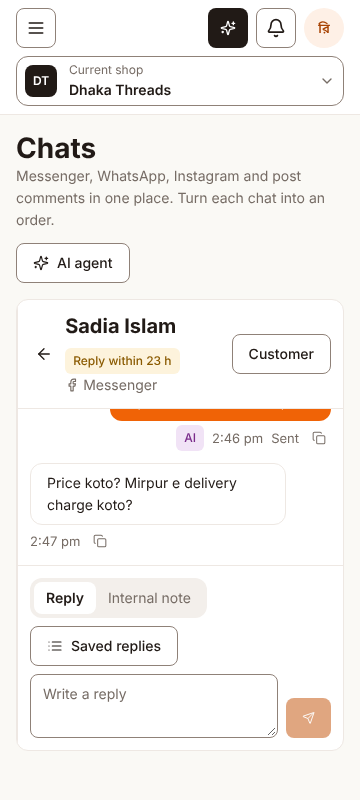 রি
DT
Current shop
Dhaka Threads
Chats
Messenger, WhatsApp, Instagram and post
comments in one place. Turn each chat into an
order.
AI agent
Sadia Islam
Reply within 23 h
Messenger
Customer
AI 2:46 pm Sent
Price koto? Mirpur e delivery
charge koto?
2:47 pm
Reply
Internal note
Saved replies
Write a reply